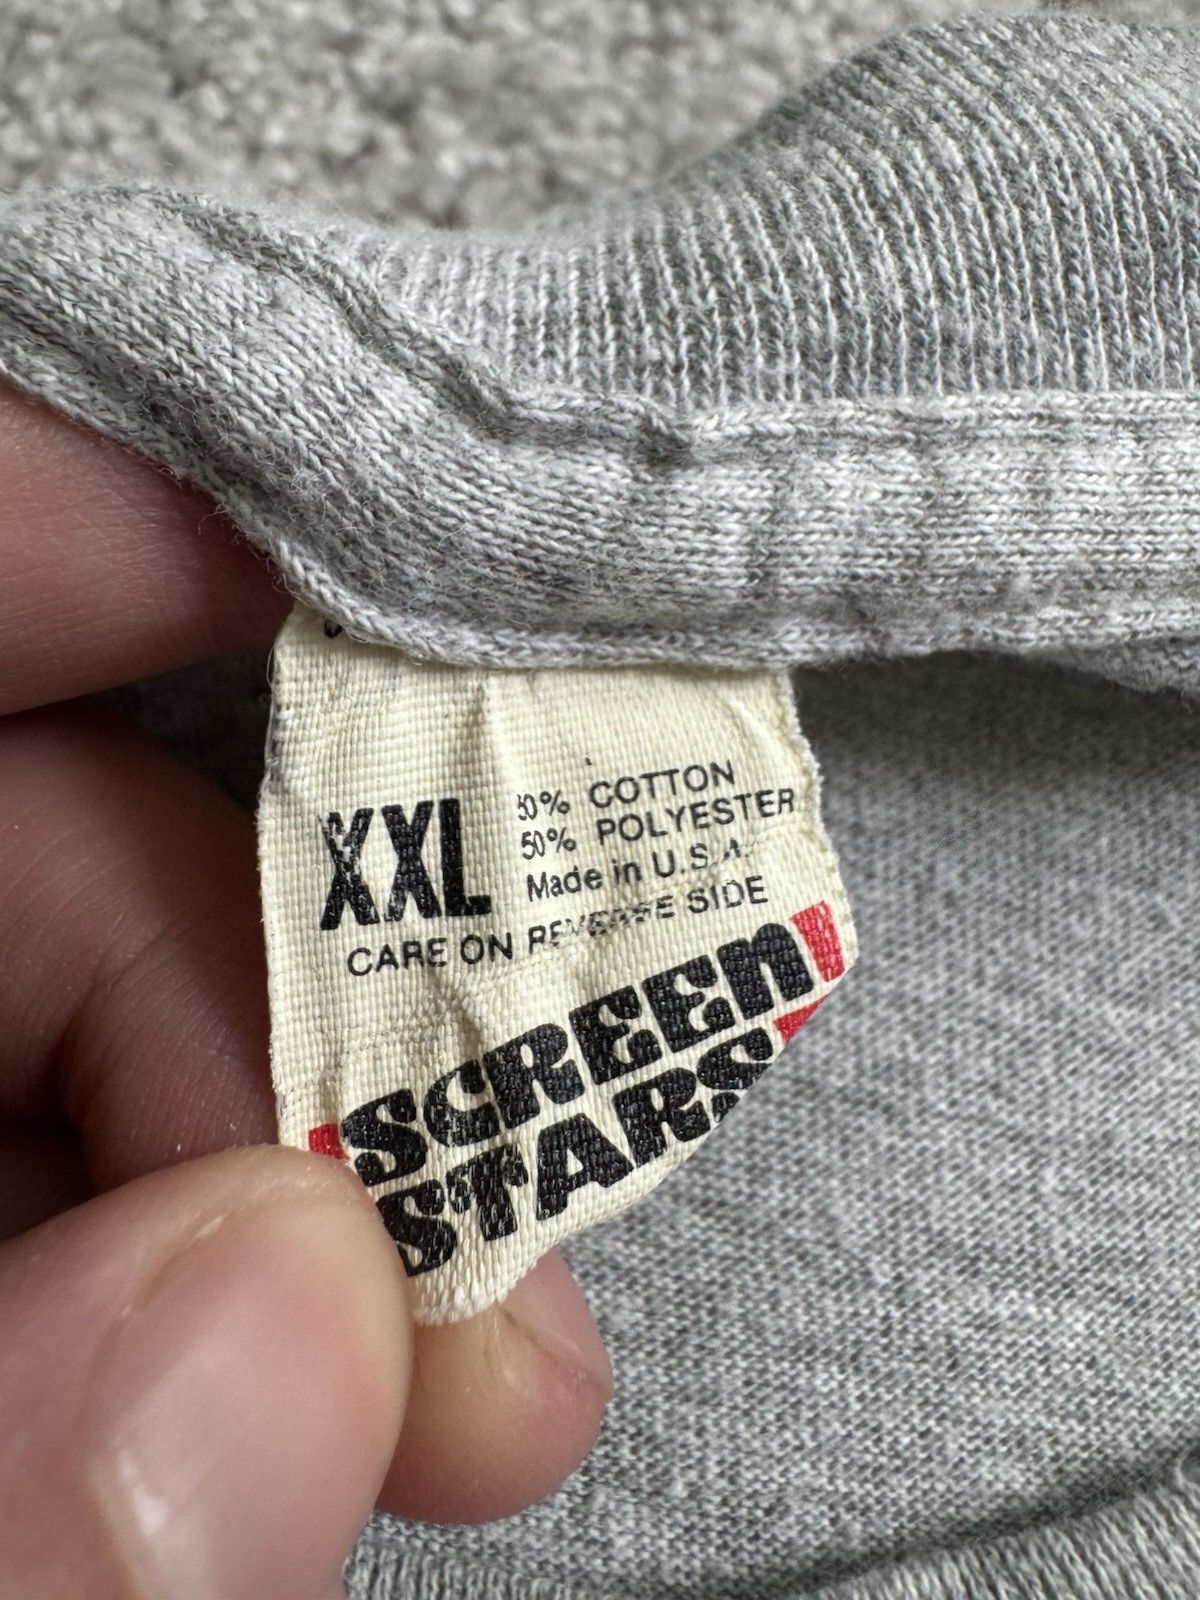 XXL
50% COTTON
50% POLYESTER
Made in U.S.A.
CARE ON REVERSE SIDE
SCREEN
STARS